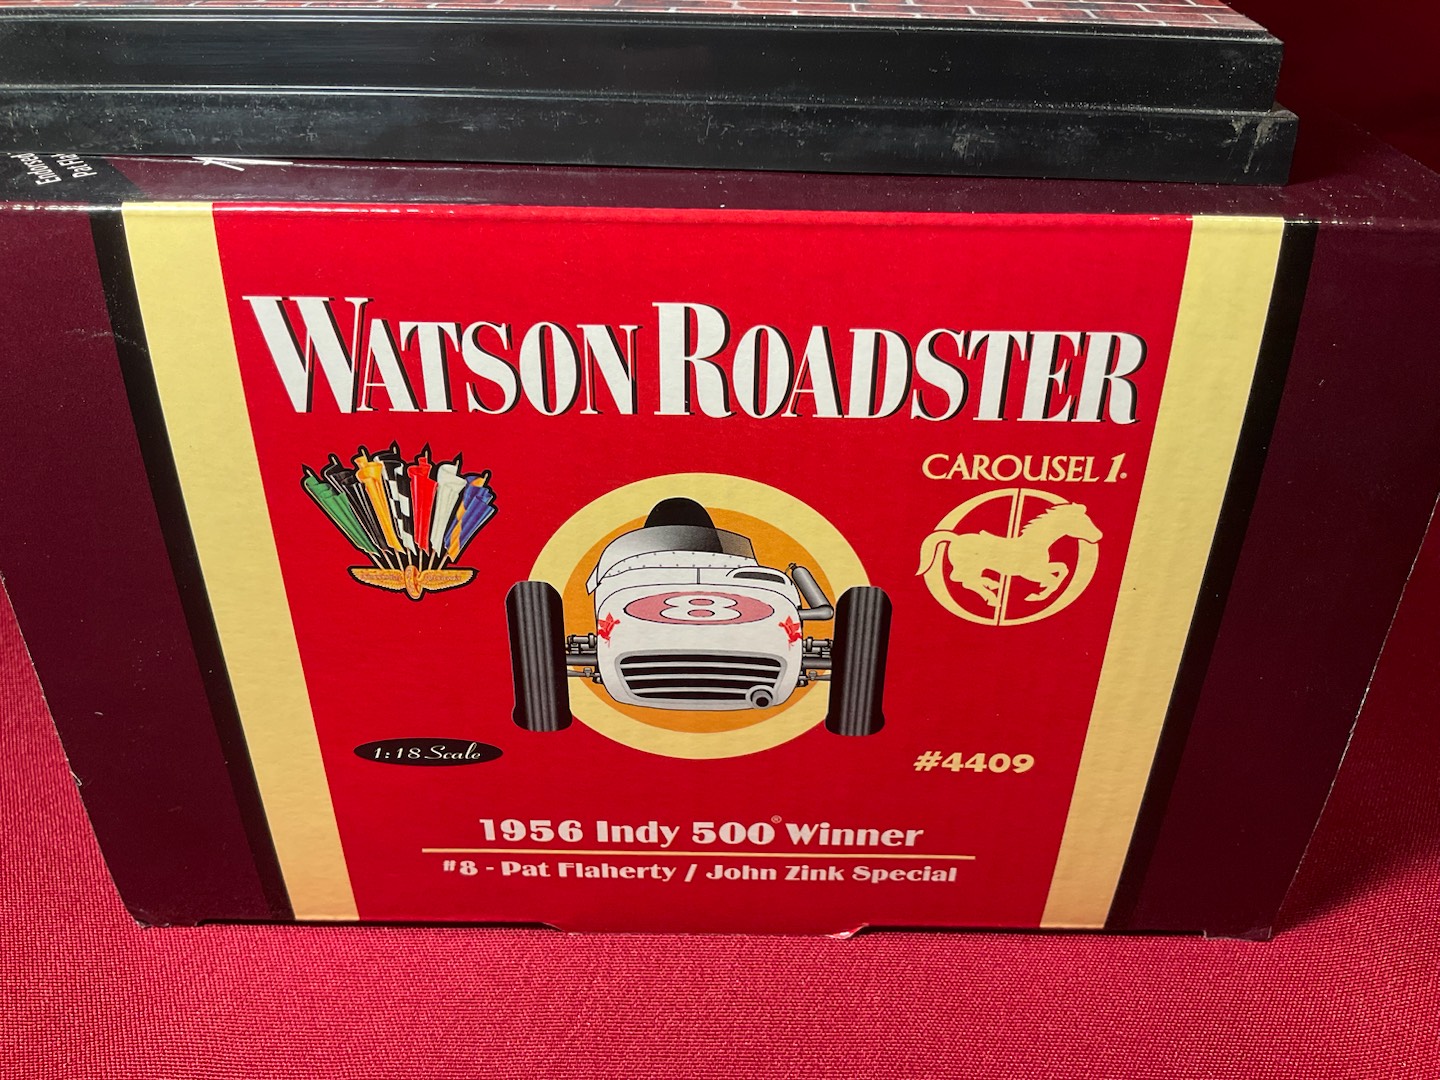 Watson Roadster
CAROUSEL 1®
8
1:18 Scale
#4409
1956 Indy 500® Winner
#8 - Pat Flaherty / John Zink Special